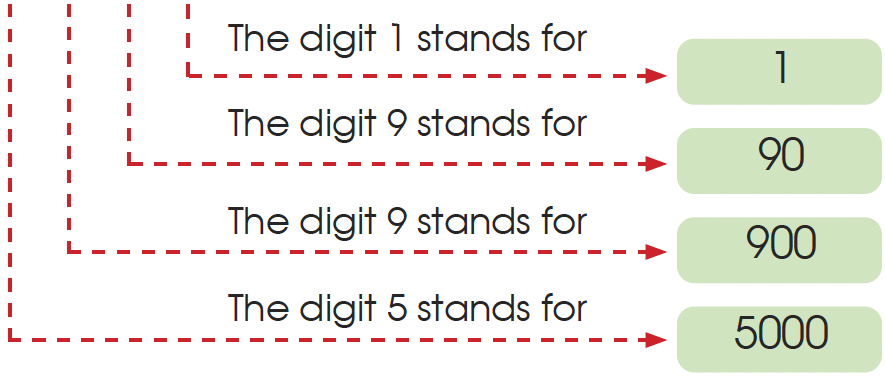 The digit 1 stands for
1
The digit 9 stands for
90
The digit 9 stands for
900
The digit 5 stands for
5000